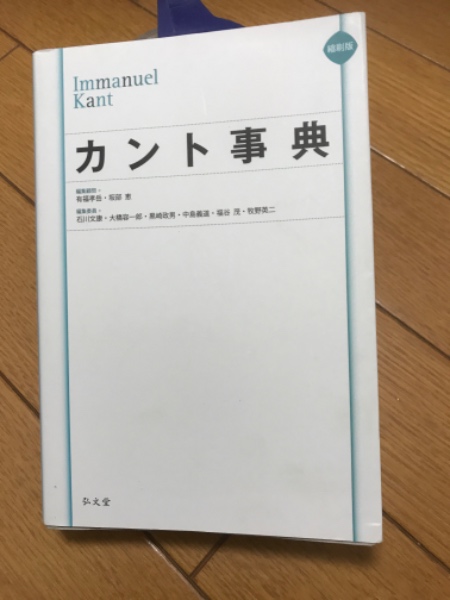 縮刷版
Immanuel
Kant
カント事典
編集顧問・
有福孝岳・坂部 恵
編集委員・
石川文康・大橋容一郎・黒崎政男・中島義道・福谷 茂・牧野英二
弘文堂